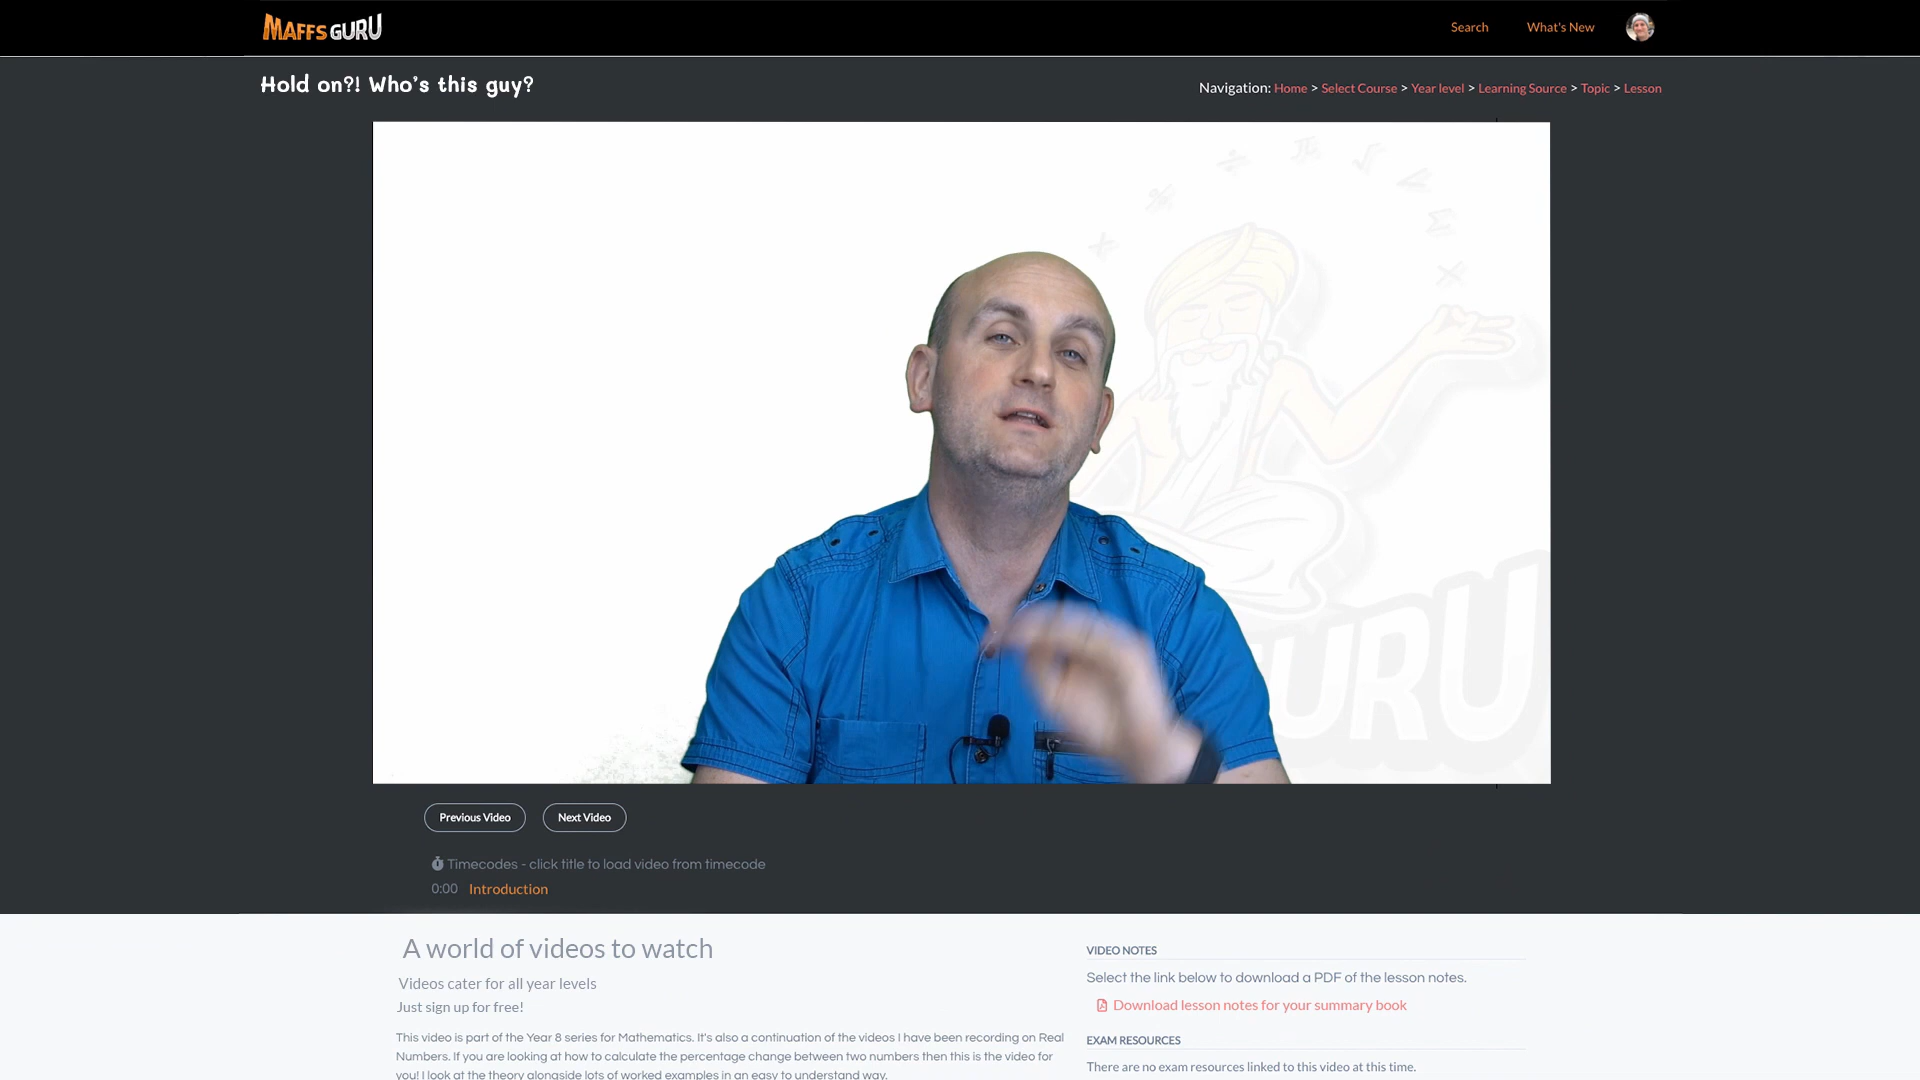 MAFFS GURU
Search What's New
Hold on?! Who's this guy?
Navigation: Home > Select Course > Year level > Learning Source > Topic > Lesson
GURU
Previous Video Next Video
Timecodes - click title to load video from timecode
0:00 Introduction
A world of videos to watch
Videos cater for all year levels
Just sign up for free!
This video is part of the Year 8 series for Mathematics. It's also a continuation of the videos I have been recording on Real
Numbers. If you are looking at how to calculate the percentage change between two numbers then this is the video for
you! I look at the theory alongside lots of worked examples in an easy to understand way.
VIDEO NOTES
Select the link below to download a PDF of the lesson notes.
Download lesson notes for your summary book
EXAM RESOURCES
There are no exam resources linked to this video at this time.